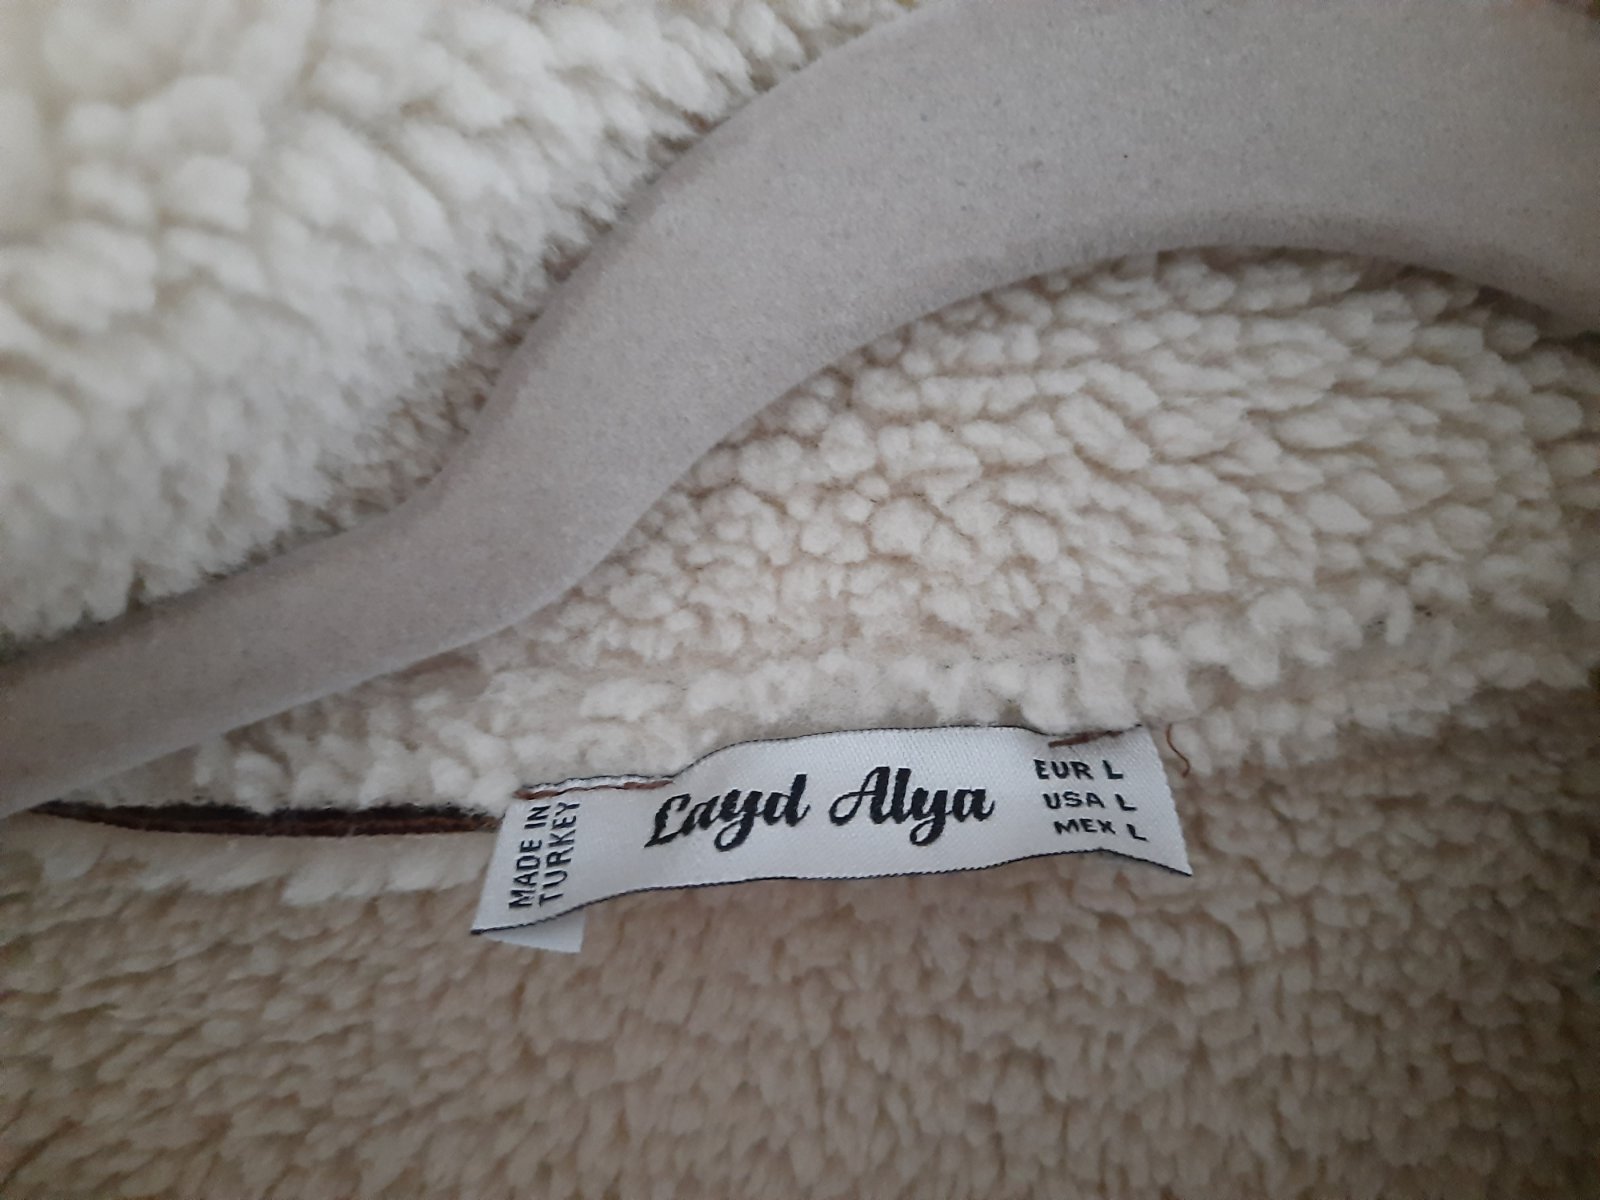 MADE IN
TURKEY
Layd Alya
EUR L
USA L
MEX L